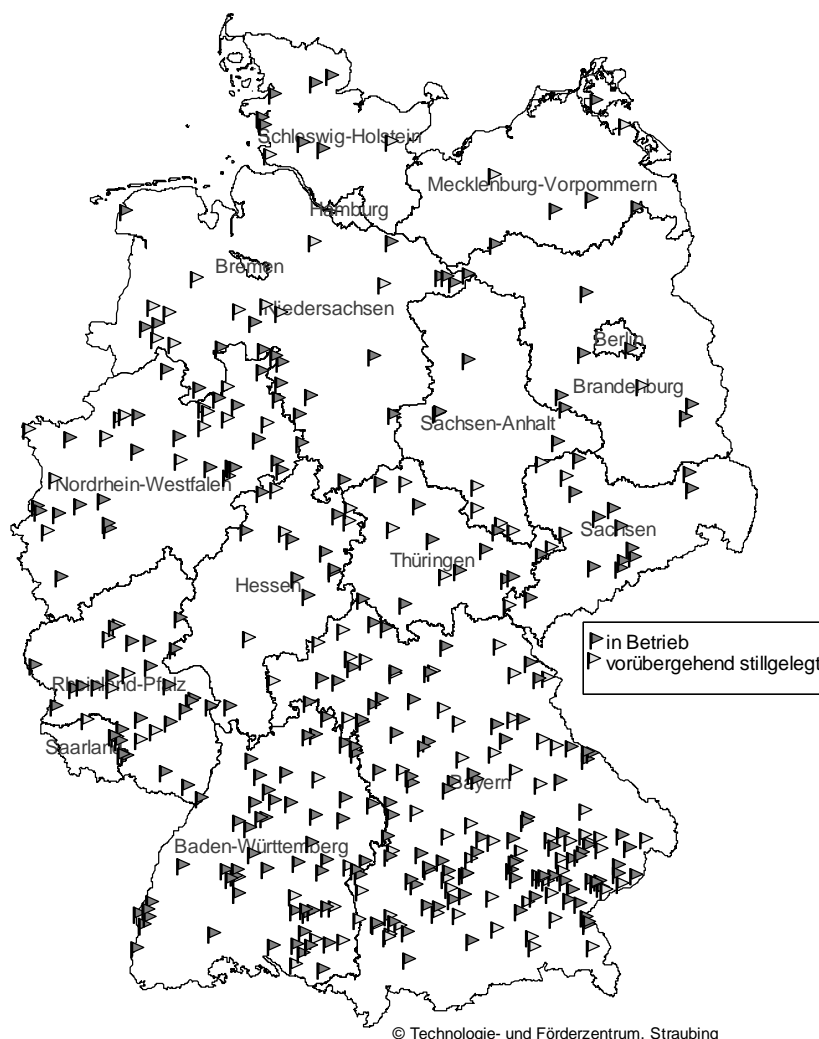 Schleswig-Holstein
Mecklenburg-Vorpommern
Hamburg
Bremen
Niedersachsen
Berlin
Brandenburg
Sachsen-Anhalt
Nordrhein-Westfalen
Sachsen
Thüringen
Hessen
in Betrieb
vorübergehend stillgelegt
Rheinland-Pfalz
Saarland
Bayern
Baden-Württemberg
© Technologie- und Förderzentrum, Straubing